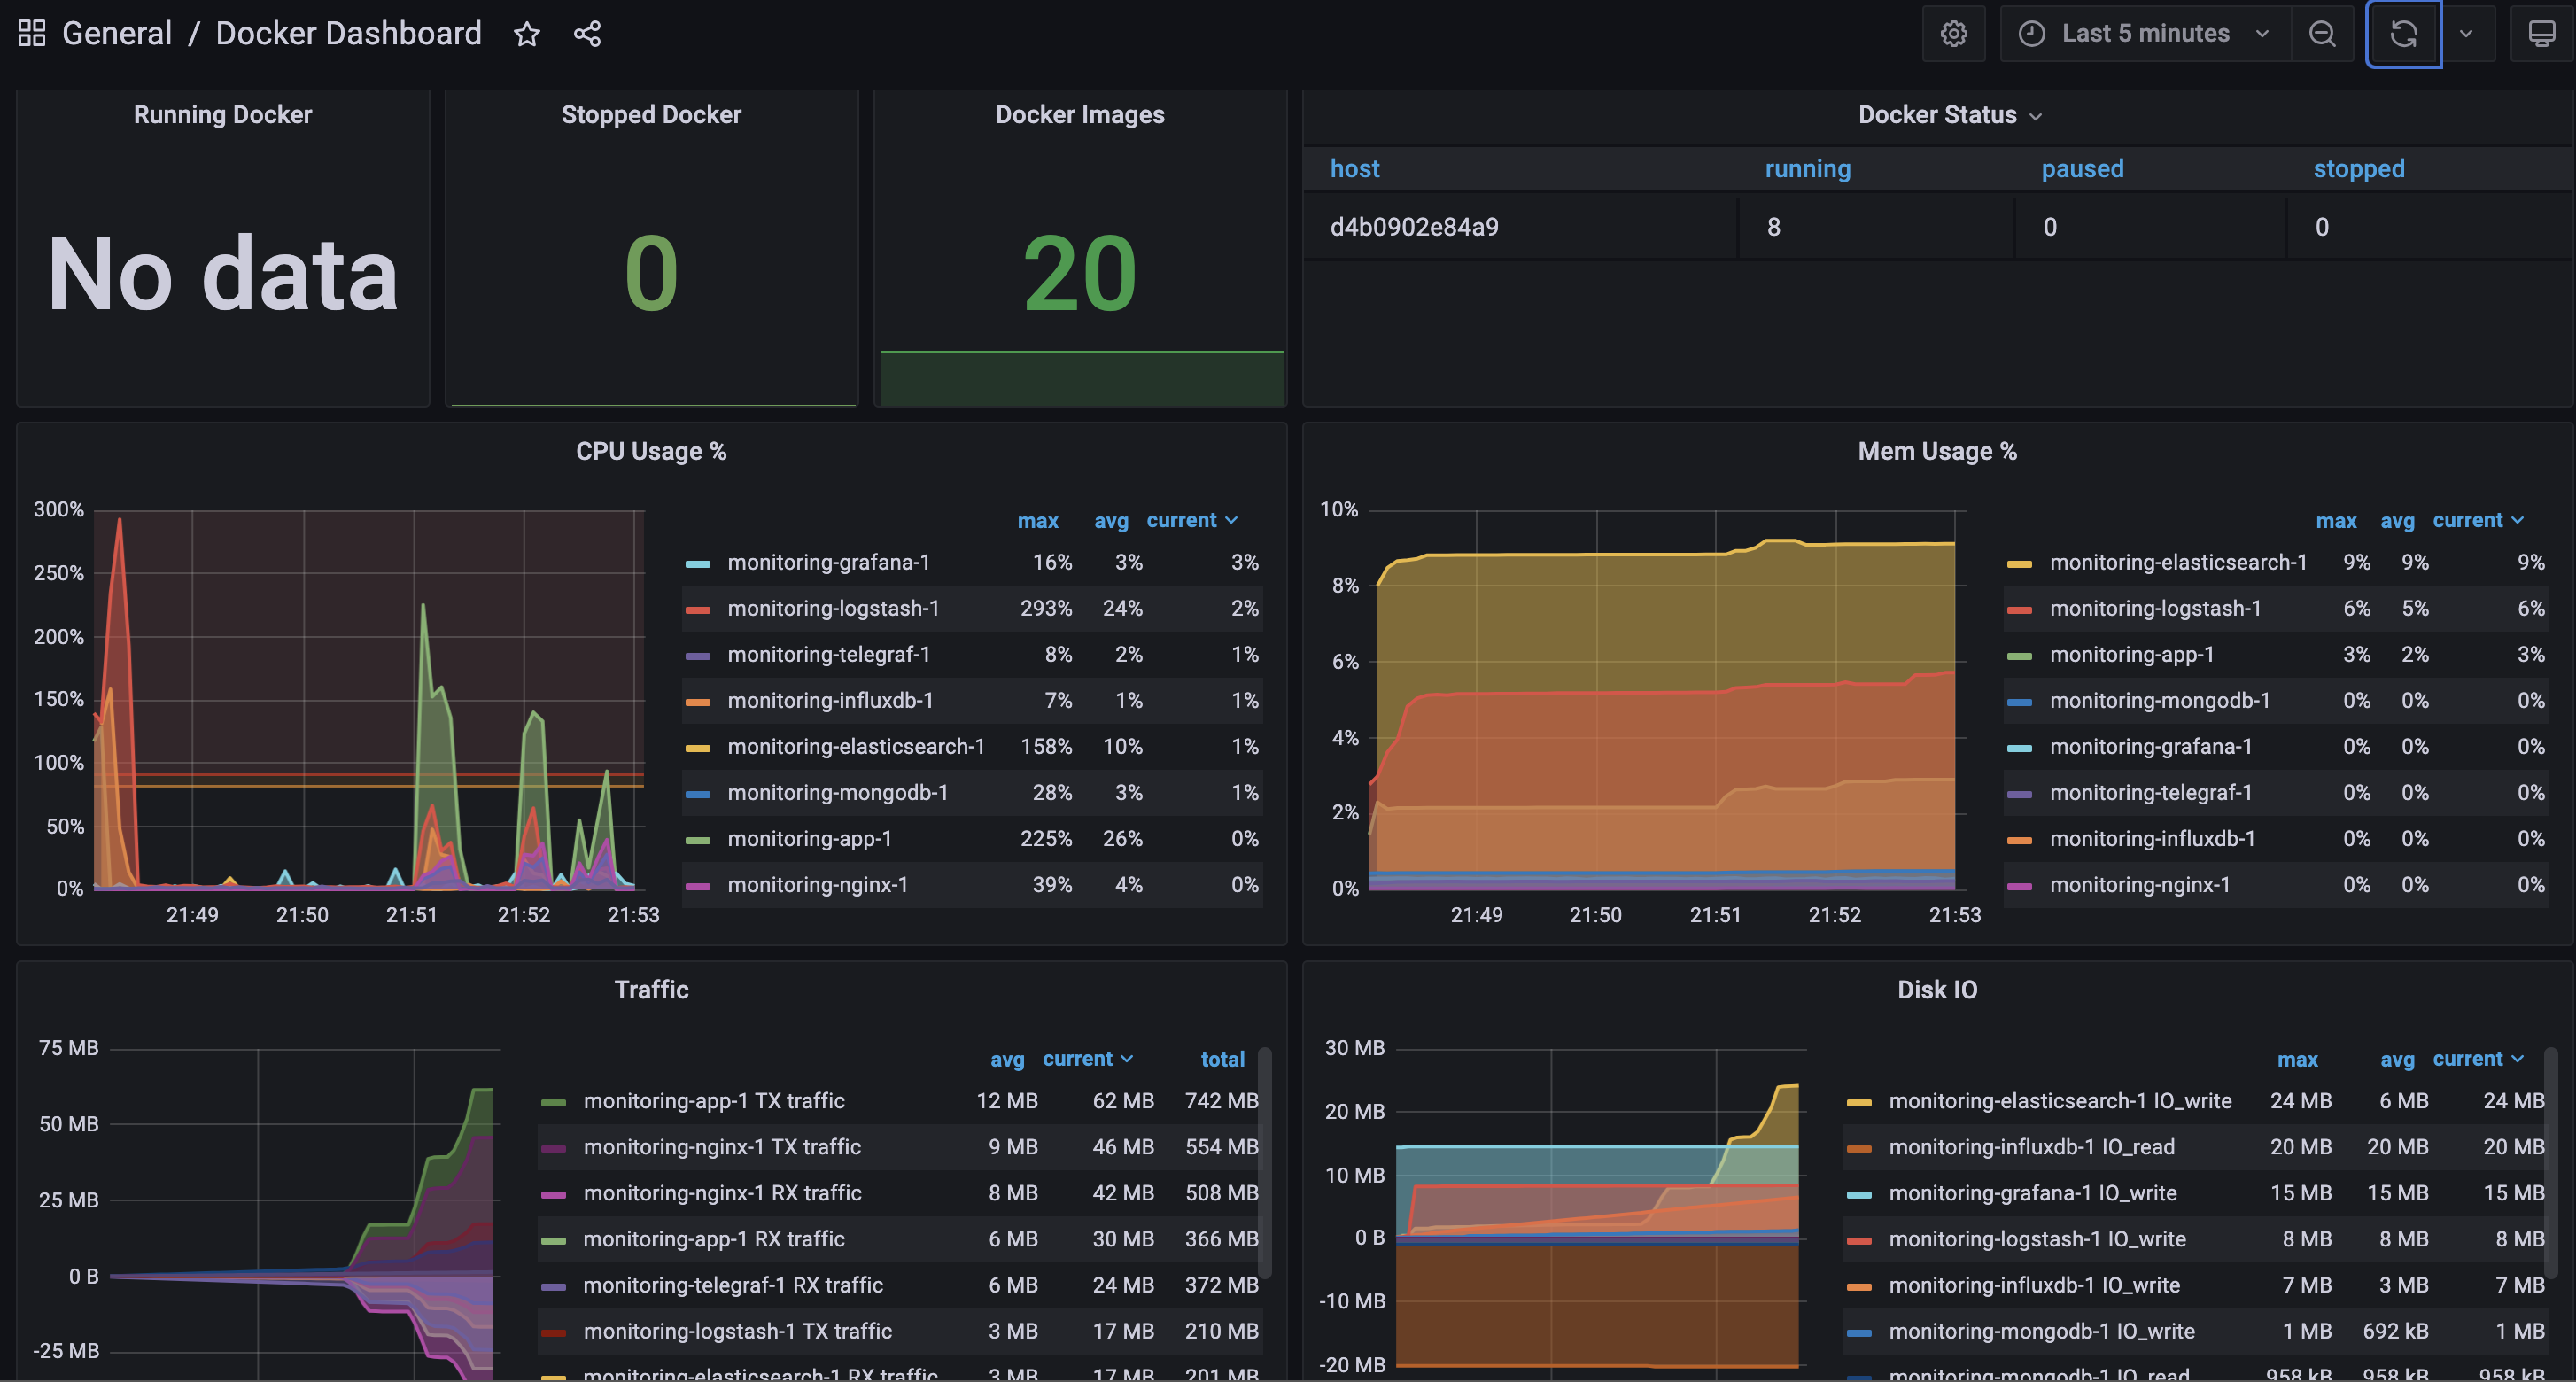 General / Docker Dashboard
Last 5 minutes
Running Docker
No data
Stopped Docker
0
Docker Images
20
Docker Status
host running paused stopped
d4b0902e84a9 8 0 0
CPU Usage %
300%
250%
200%
150%
100%
50%
0%
21:49 21:50 21:51 21:52 21:53
max avg current
monitoring-grafana-1 16% 3% 3%
monitoring-logstash-1 293% 24% 2%
monitoring-telegraf-1 8% 2% 1%
monitoring-influxdb-1 7% 1% 1%
monitoring-elasticsearch-1 158% 10% 1%
monitoring-mongodb-1 28% 3% 1%
monitoring-app-1 225% 26% 0%
monitoring-nginx-1 39% 4% 0%
Mem Usage %
10%
8%
6%
4%
2%
0%
21:49 21:50 21:51 21:52 21:53
max avg current
monitoring-elasticsearch-1 9% 9% 9%
monitoring-logstash-1 6% 5% 6%
monitoring-app-1 3% 2% 3%
monitoring-mongodb-1 0% 0% 0%
monitoring-grafana-1 0% 0% 0%
monitoring-telegraf-1 0% 0% 0%
monitoring-influxdb-1 0% 0% 0%
monitoring-nginx-1 0% 0% 0%
Traffic
75 MB
50 MB
25 MB
0 B
-25 MB
avg current total
monitoring-app-1 TX traffic 12 MB 62 MB 742 MB
monitoring-nginx-1 TX traffic 9 MB 46 MB 554 MB
monitoring-nginx-1 RX traffic 8 MB 42 MB 508 MB
monitoring-app-1 RX traffic 6 MB 30 MB 366 MB
monitoring-telegraf-1 RX traffic 6 MB 24 MB 372 MB
monitoring-logstash-1 TX traffic 3 MB 17 MB 210 MB
monitoring-elasticsearch-1 RX traffic 3 MB 17 MB 201 MB
Disk IO
30 MB
20 MB
10 MB
0 B
-10 MB
-20 MB
max avg current
monitoring-elasticsearch-1 IO_write 24 MB 6 MB 24 MB
monitoring-influxdb-1 IO_read 20 MB 20 MB 20 MB
monitoring-grafana-1 IO_write 15 MB 15 MB 15 MB
monitoring-logstash-1 IO_write 8 MB 8 MB 8 MB
monitoring-influxdb-1 IO_write 7 MB 3 MB 7 MB
monitoring-mongodb-1 IO_write 1 MB 692 kB 1 MB
monitoring-mongodb-1 IO_read 958 kB 958 kB 958 kB